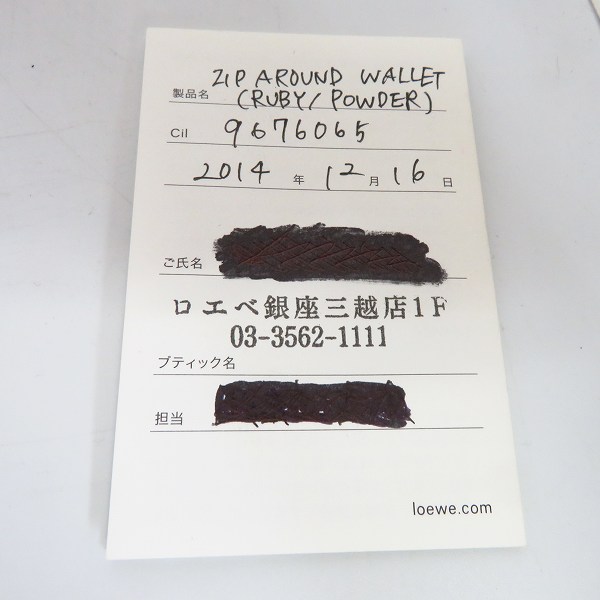 ZIP AROUND WALLET
製品名 (RUBY/POWDER)
Cil 9676065
2014 年 12 月 16 日
ご氏名
ロエベ銀座三越店1F
03-3562-1111
ブティック名
担当
loewe.com